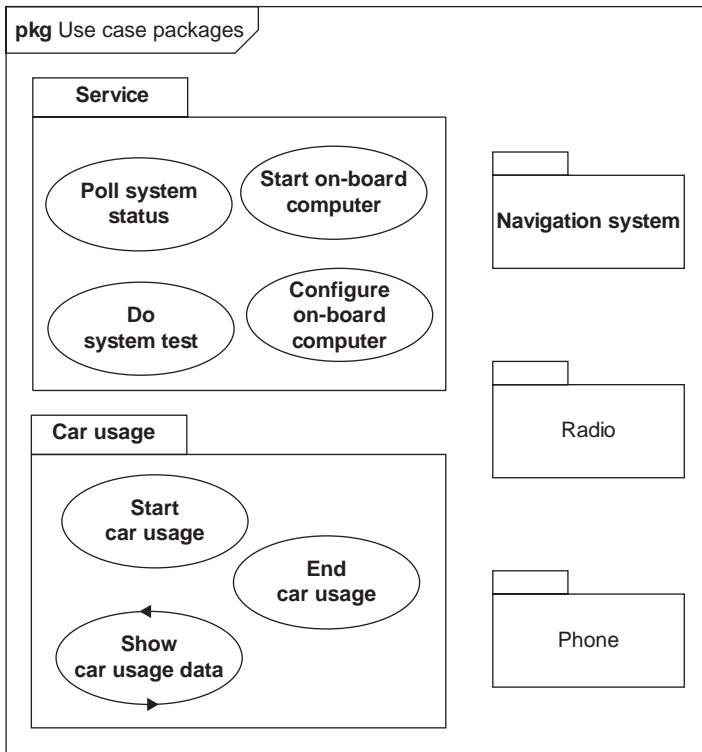 pkg Use case packages
Service
Poll system
status
Start on-board
computer
Do
system test
Configure
on-board
computer
Navigation system
Radio
Car usage
Start
car usage
End
car usage
Show
car usage data
Phone